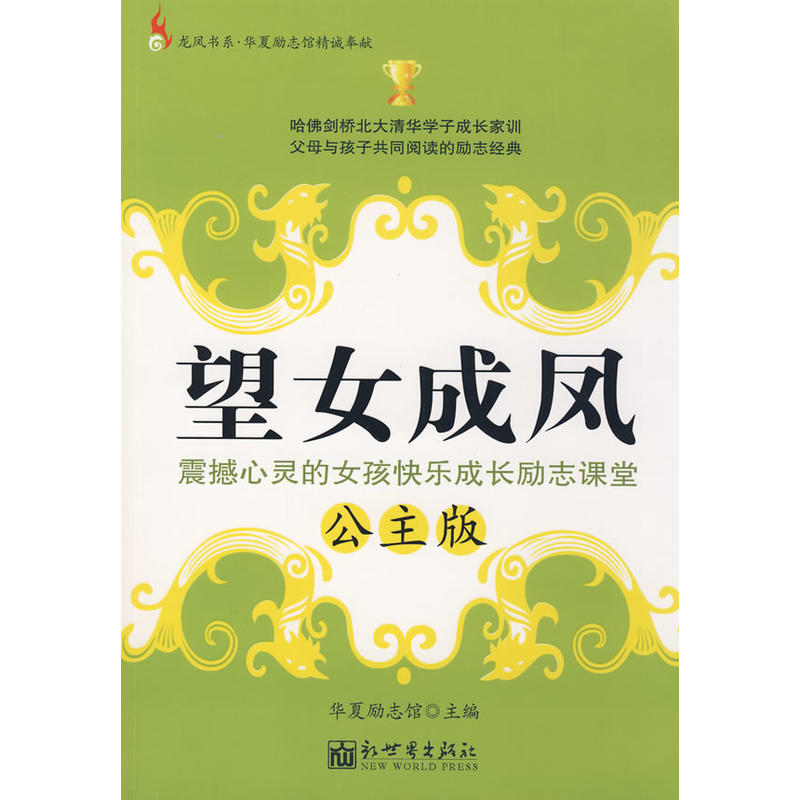 龙凤书系·华夏励志馆精诚奉献
哈佛剑桥北大清华学子成长家训
父母与孩子共同阅读的励志经典
望女成凤
震撼心灵的女孩快乐成长励志课堂
公主版
华夏励志馆◎主编
新世界出版社
NEW WORLD PRESS